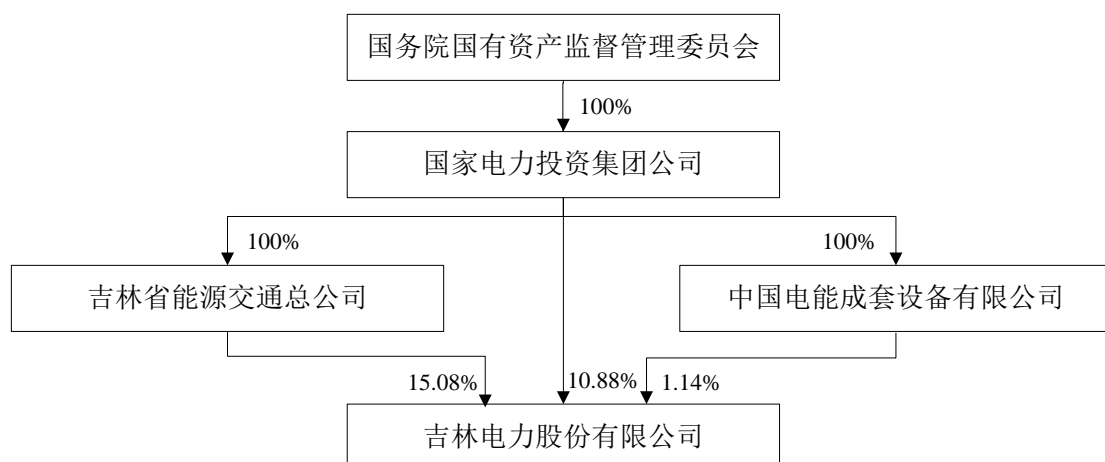 国务院国有资产监督管理委员会
100%
国家电力投资集团公司
100%
100%
吉林省能源交通总公司
中国电能成套设备有限公司
15.08%
10.88%
1.14%
吉林电力股份有限公司